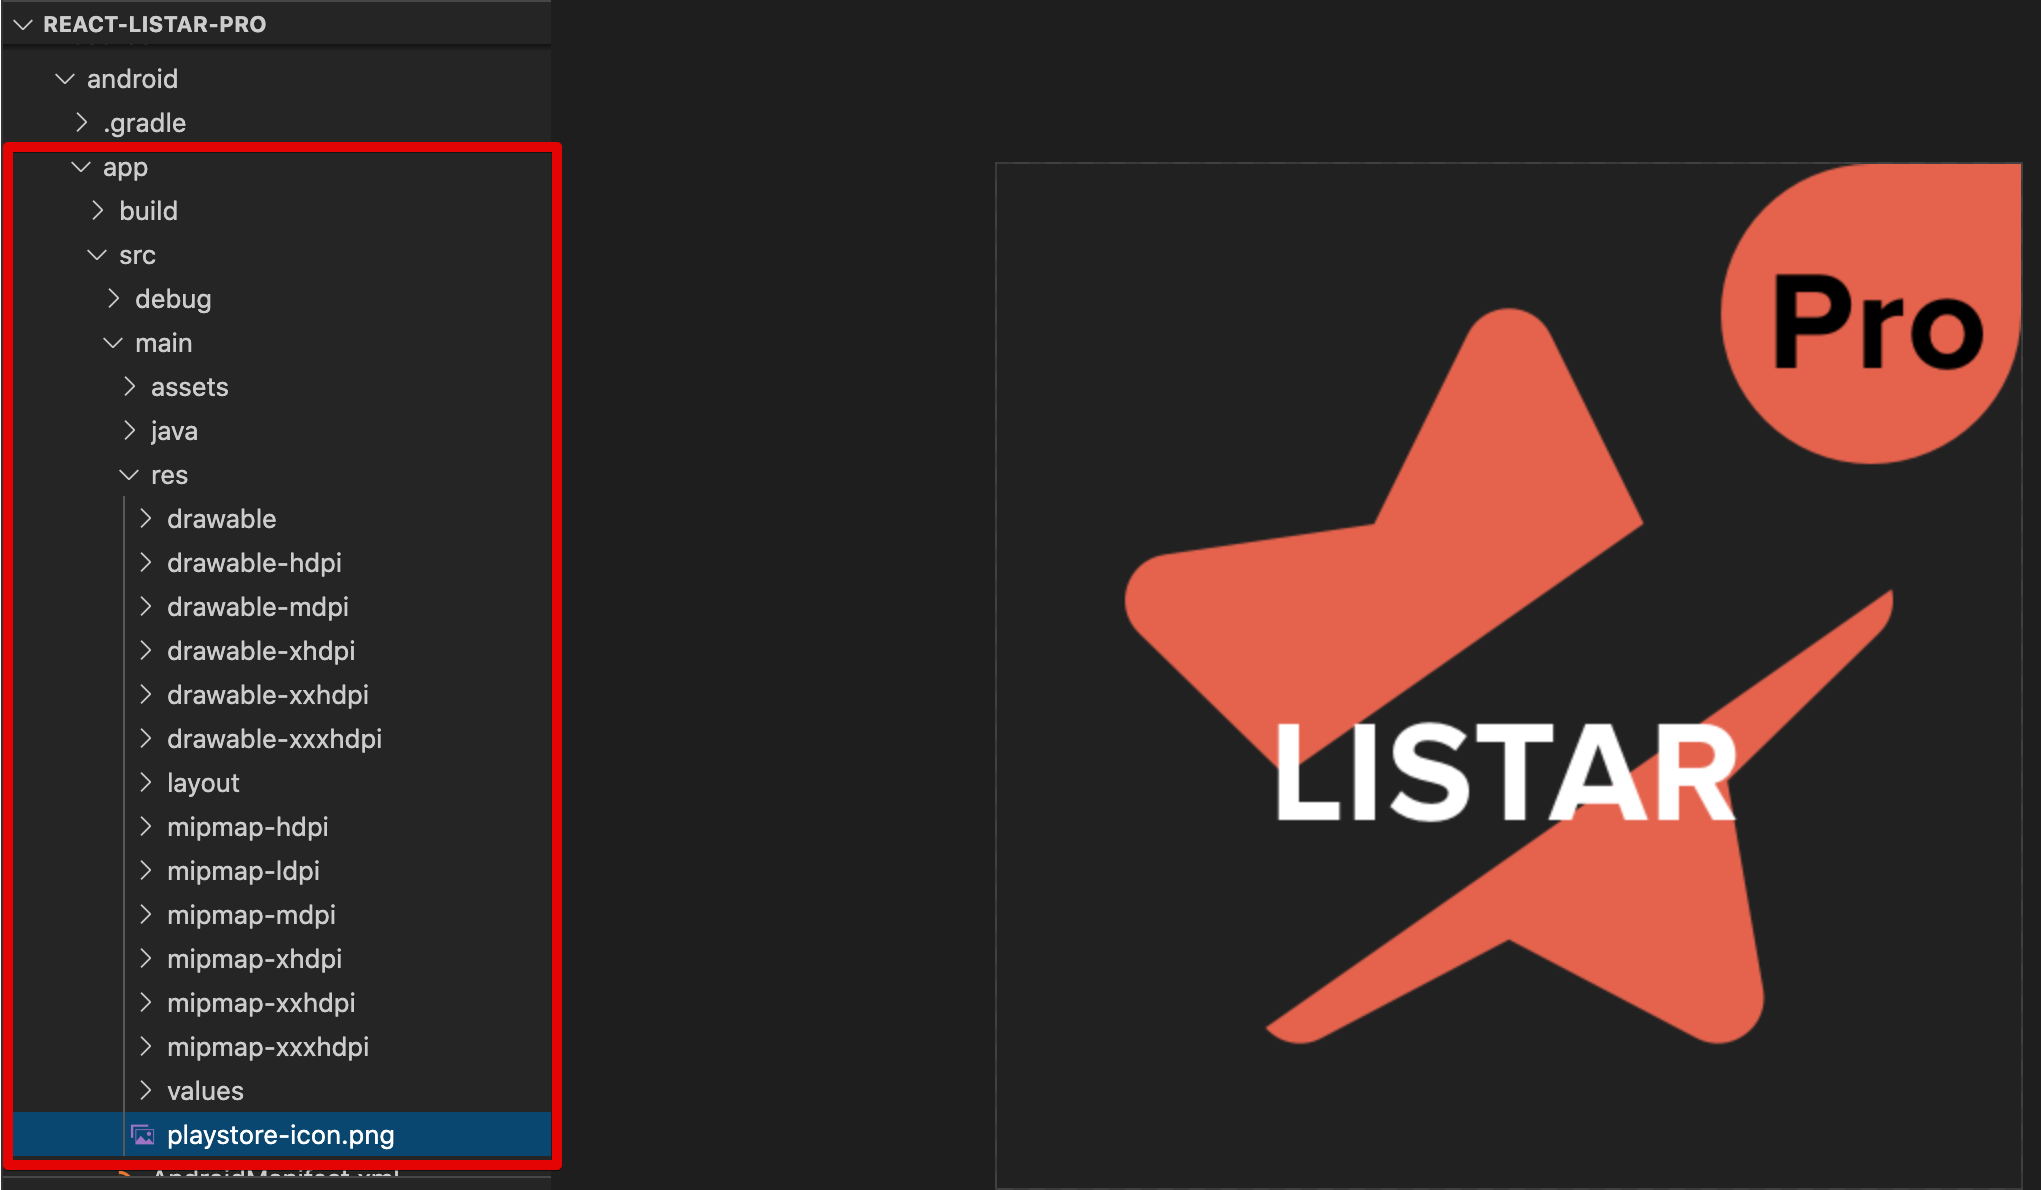 REACT-LISTAR-PRO
android
.gradle
app
build
src
debug
main
assets
java
res
drawable
drawable-hdpi
drawable-mdpi
drawable-xhdpi
drawable-xxhdpi
drawable-xxxhdpi
layout
mipmap-hdpi
mipmap-ldpi
mipmap-mdpi
mipmap-xhdpi
mipmap-xxhdpi
mipmap-xxxhdpi
values
playstore-icon.png
AndroidManifest.xml
Pro
LISTAR